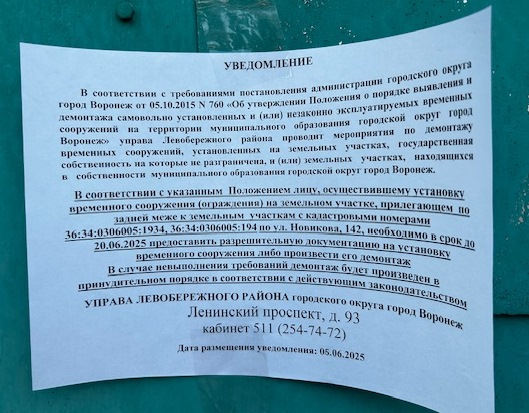 УВЕДОМЛЕНИЕ
В соответствии с требованиями постановления администрации городского округа
город Воронеж от 05.10.2015 N 760 «Об утверждении Положения о порядке выявления и
демонтажа самовольно установленных и (или) незаконно эксплуатируемых временных
сооружений на территории муниципального образования городской округ город
Воронеж» управа Левобережного района проводит мероприятия по демонтажу
временных сооружений, установленных на земельных участках, государственная
собственность на которые не разграничена, и (или) земельных участках, находящихся
в собственности муниципального образования городской округ город Воронеж.
В соответствии с указанным Положением лицу, осуществившему установку
временного сооружения (ограждения) на земельном участке, прилегающем по
задней меже к земельным участкам с кадастровыми номерами
36:34:0306005:1934, 36:34:0306005:194 по ул. Новикова, 142, необходимо в срок до
20.06.2025 предоставить разрешительную документацию на установку
временного сооружения либо произвести его демонтаж
В случае невыполнения требований демонтаж будет произведен в
принудительном порядке в соответствии с действующим законодательством
УПРАВА ЛЕВОБЕРЕЖНОГО РАЙОНА городского округа город Воронеж
Ленинский проспект, д. 93
кабинет 511 (254-74-72)
Дата размещения уведомления: 05.06.2025